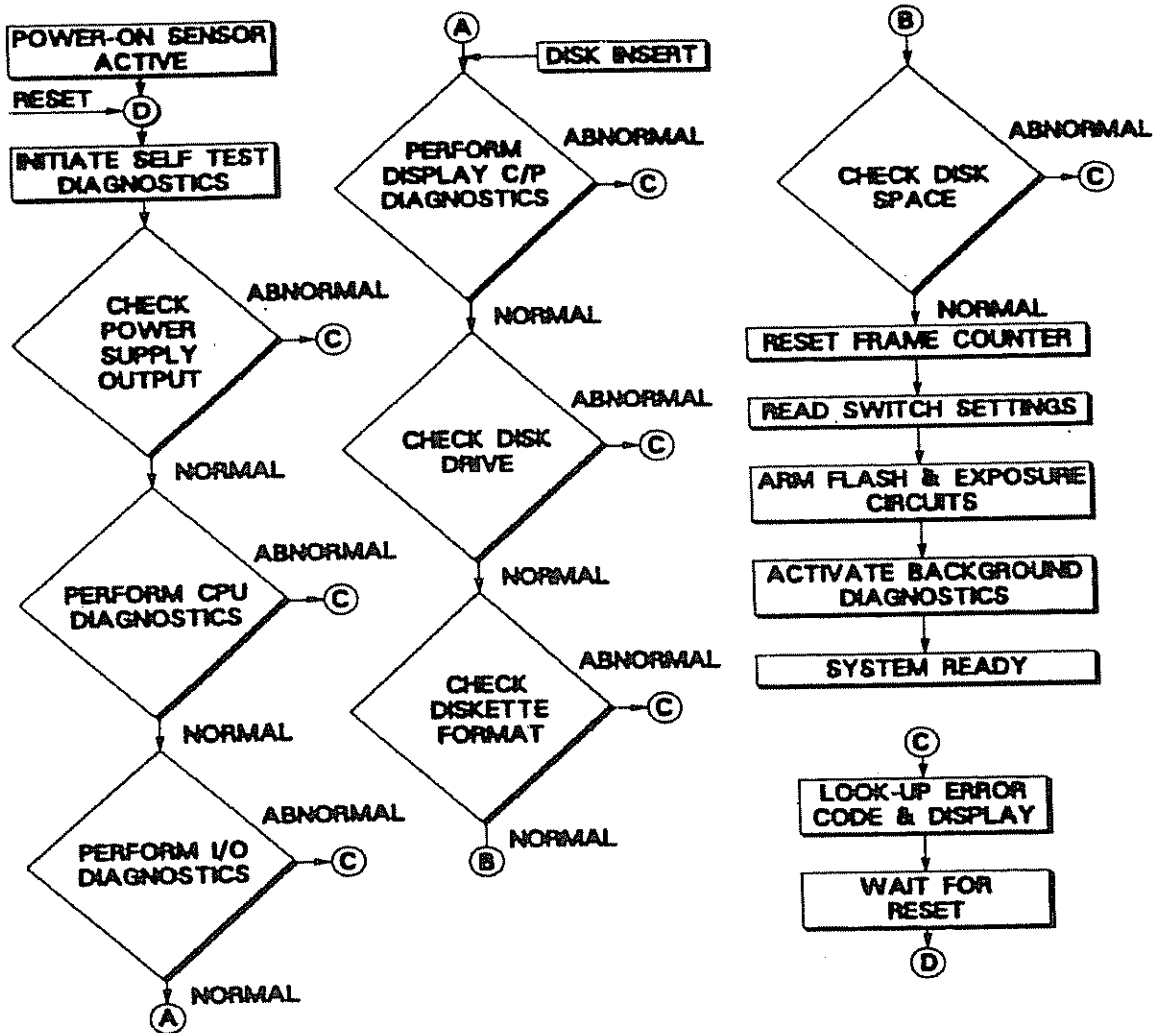 POWER-ON SENSOR
ACTIVE
RESET
D
INITIATE SELF TEST
DIAGNOSTICS
CHECK
POWER
SUPPLY
OUTPUT
ABNORMAL
C
NORMAL
PERFORM CPU
DIAGNOSTICS
ABNORMAL
C
NORMAL
PERFORM I/O
DIAGNOSTICS
ABNORMAL
C
NORMAL
A
A
DISK INSERT
PERFORM
DISPLAY C/P
DIAGNOSTICS
ABNORMAL
C
NORMAL
CHECK DISK
DRIVE
ABNORMAL
C
NORMAL
CHECK
DISKETTE
FORMAT
ABNORMAL
C
NORMAL
B
B
CHECK DISK
SPACE
ABNORMAL
C
NORMAL
RESET FRAME COUNTER
READ SWITCH SETTINGS
ARM FLASH & EXPOSURE
CIRCUITS
ACTIVATE BACKGROUND
DIAGNOSTICS
SYSTEM READY
C
LOOK-UP ERROR
CODE & DISPLAY
WAIT FOR
RESET
D